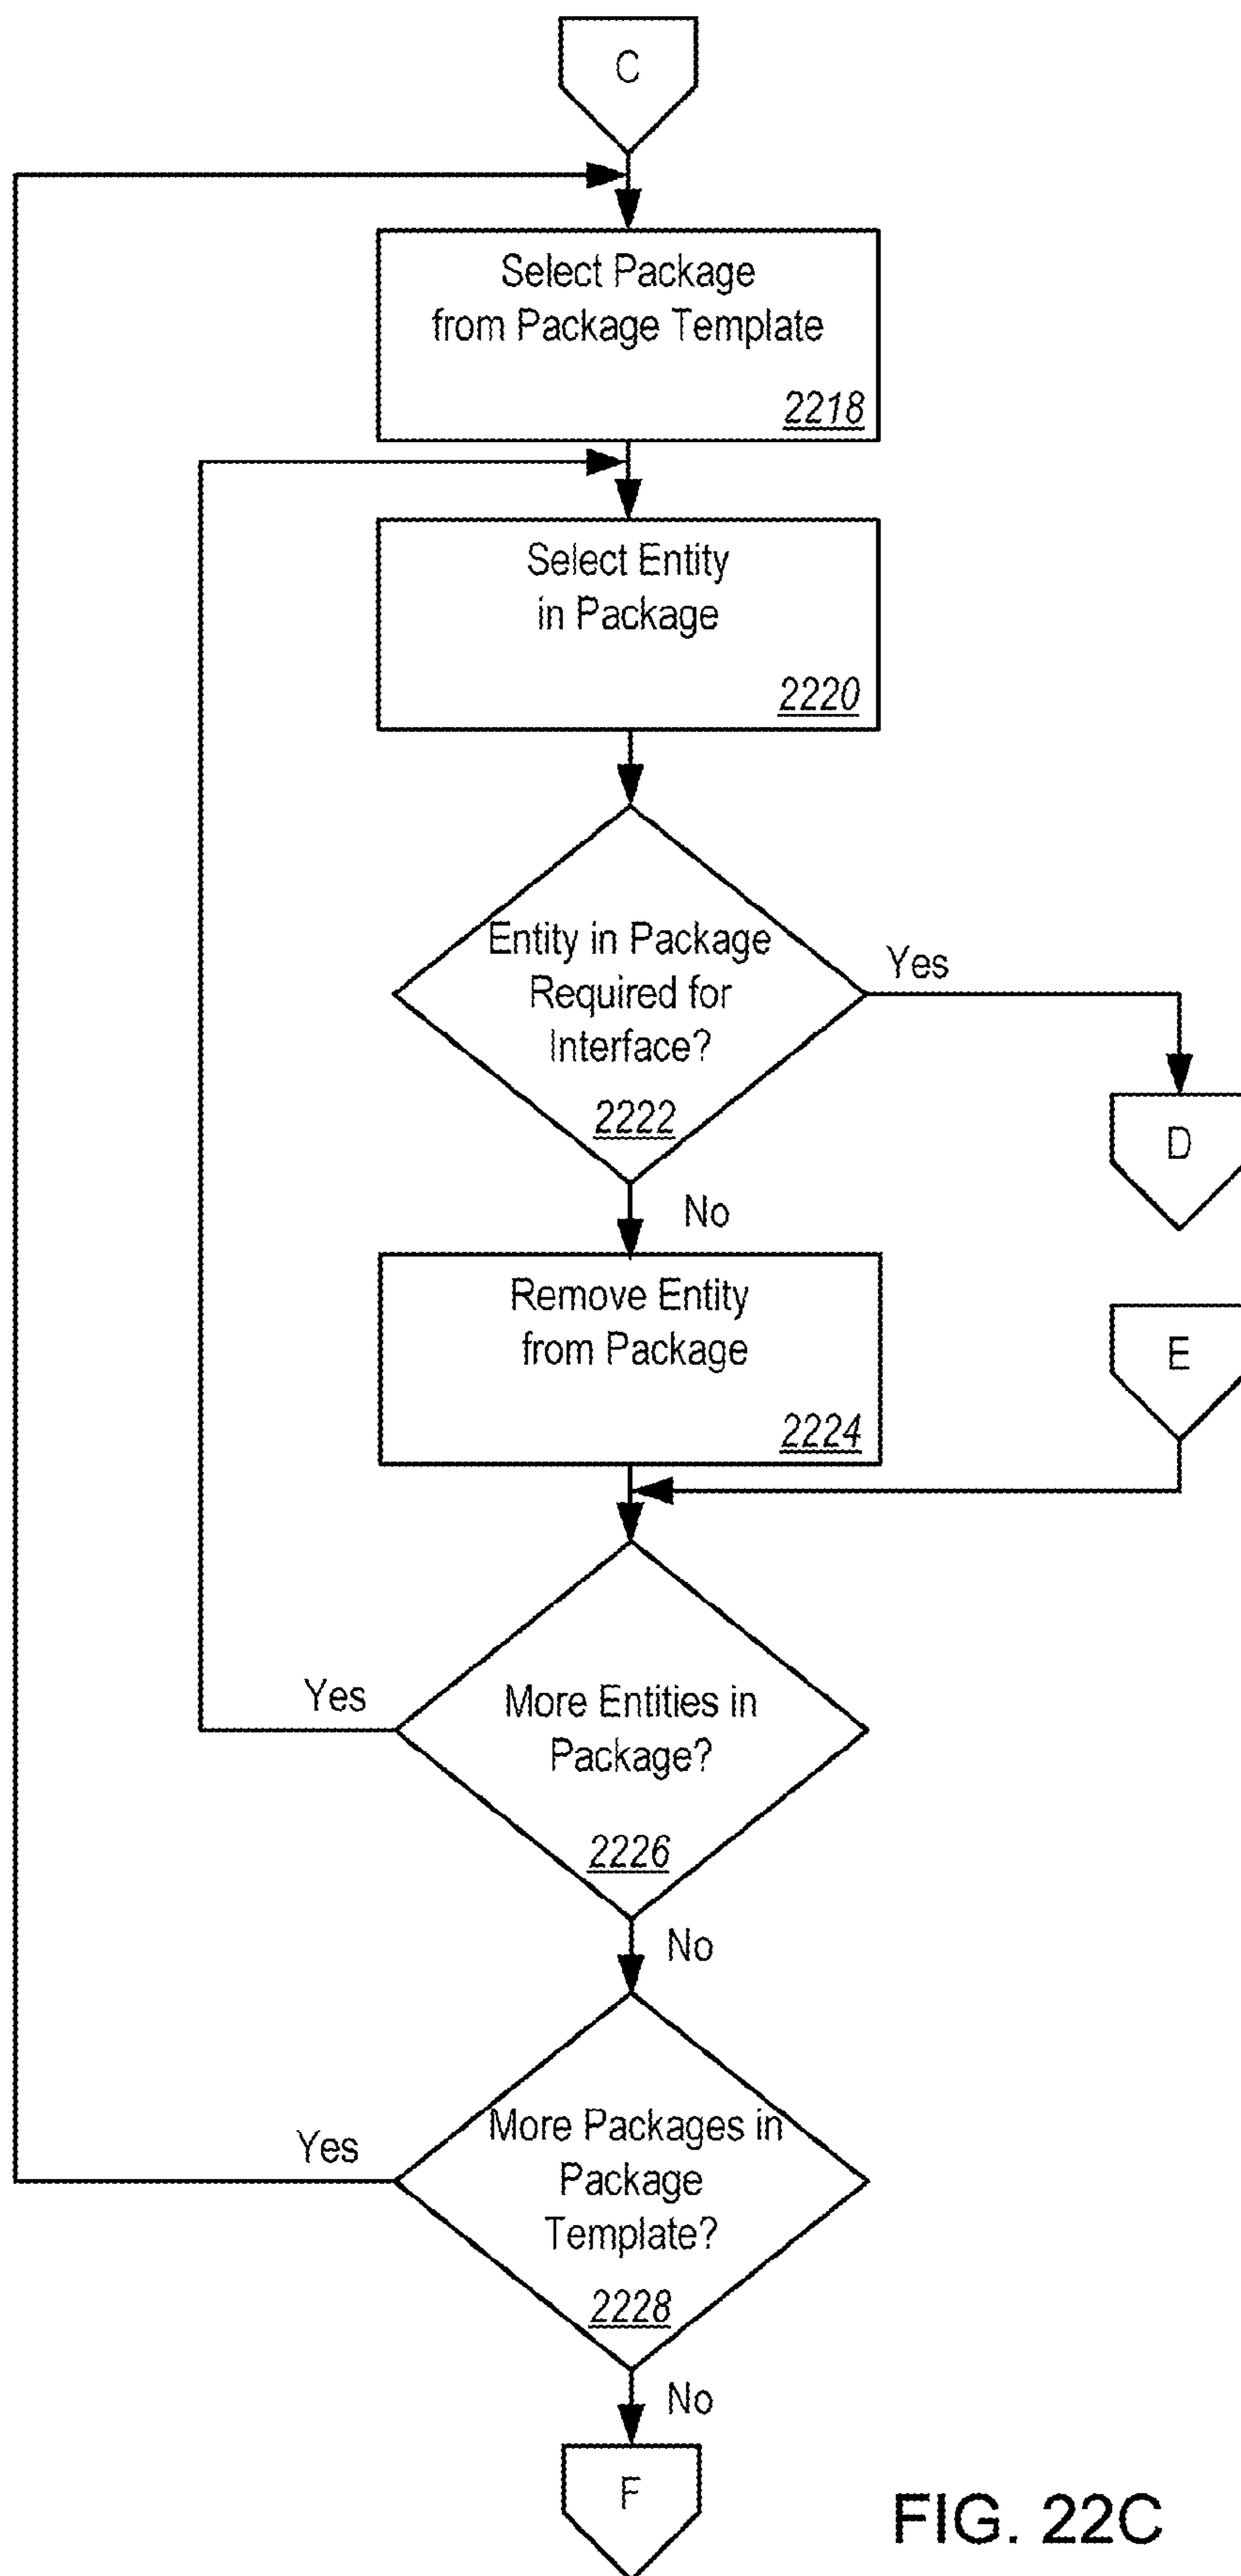 C
Select Package
from Package Template
2218
Select Entity
in Package
2220
Entity in Package
Required for
Interface?
2222
Yes
D
No
Remove Entity
from Package
2224
E
More Entities in
Package?
2226
Yes
No
More Packages in
Package
Template?
2228
Yes
No
F
FIG. 22C